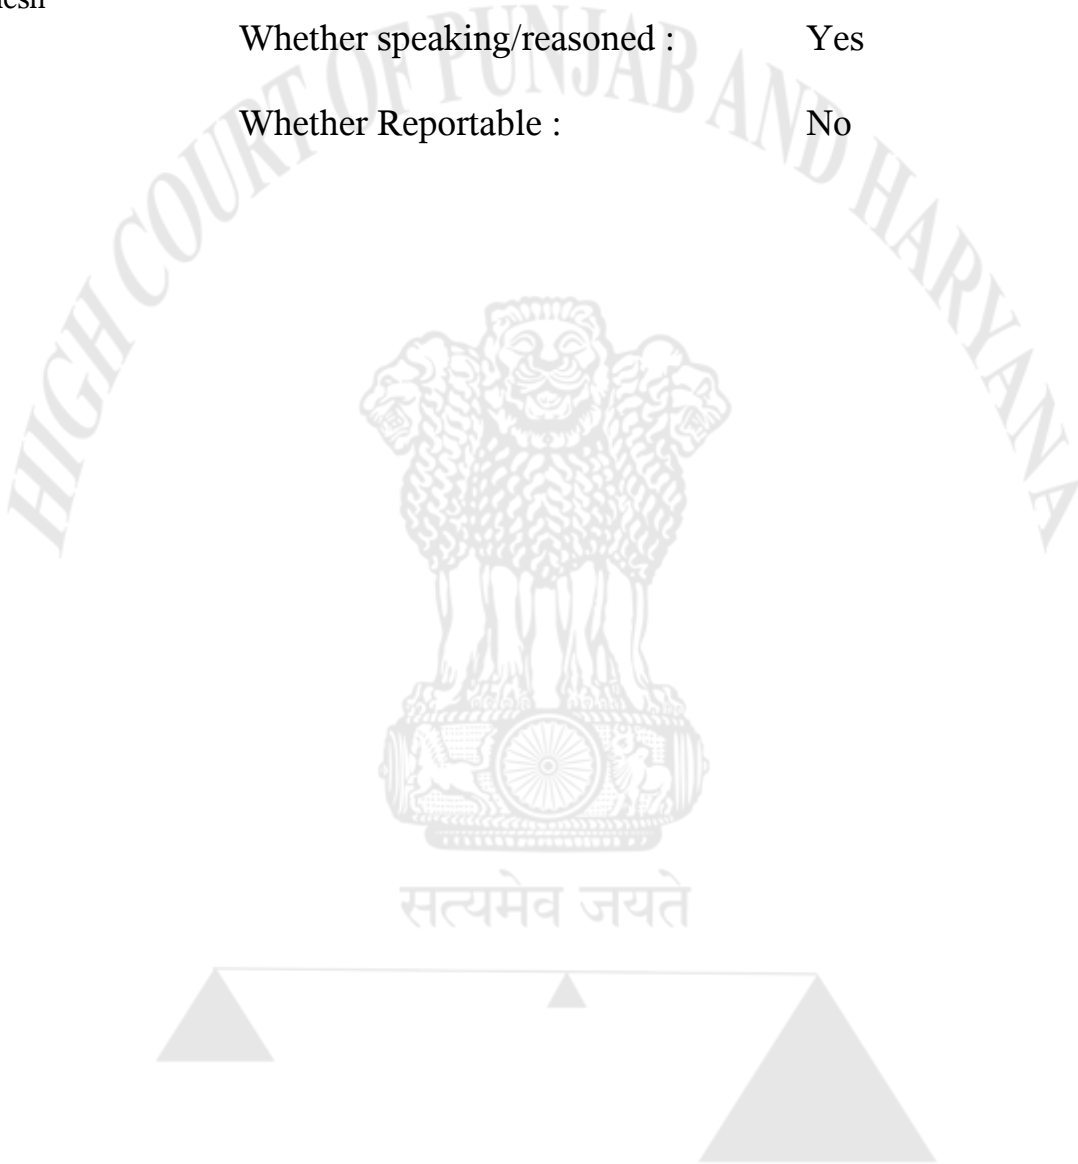 Whether speaking/reasoned : Yes
Whether Reportable : No
HIGH COURT OF PUNJAB AND HARYANA
सत्यमेव जयते